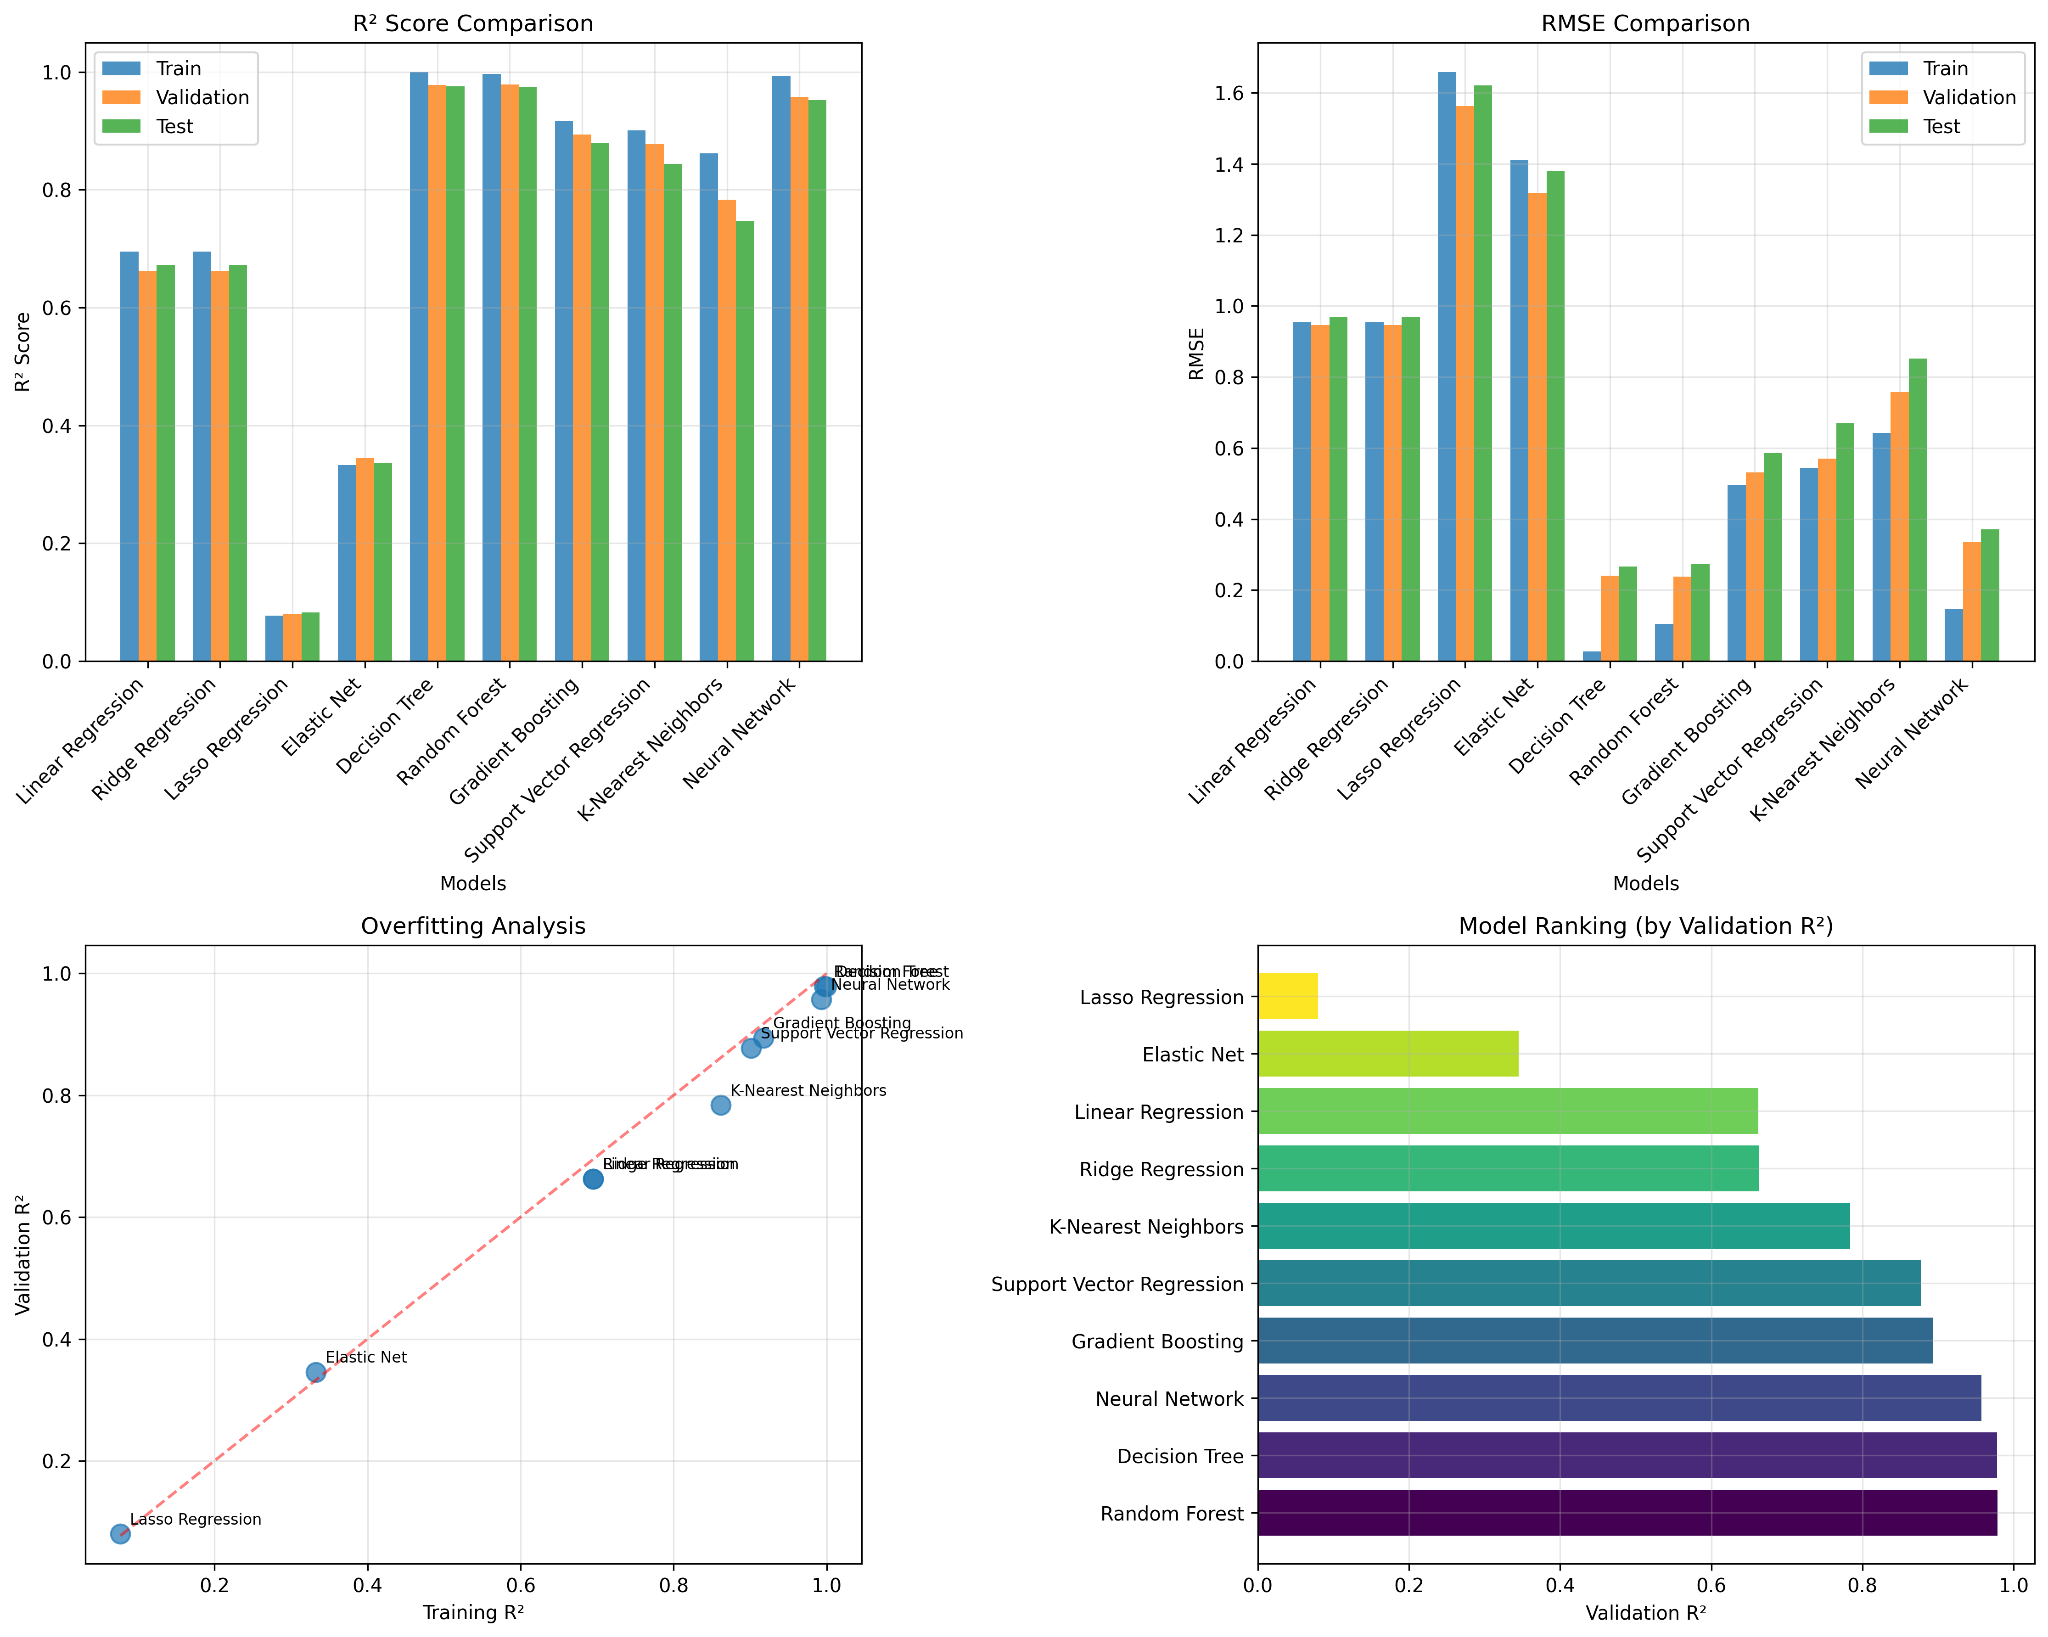 R² Score Comparison
Train
Validation
Test
R² Score
1.0
0.8
0.6
0.4
0.2
0.0
Linear Regression
Ridge Regression
Lasso Regression
Elastic Net
Decision Tree
Random Forest
Gradient Boosting
Support Vector Regression
K-Nearest Neighbors
Neural Network
Models
RMSE Comparison
Train
Validation
Test
RMSE
1.6
1.4
1.2
1.0
0.8
0.6
0.4
0.2
0.0
Linear Regression
Ridge Regression
Lasso Regression
Elastic Net
Decision Tree
Random Forest
Gradient Boosting
Support Vector Regression
K-Nearest Neighbors
Neural Network
Models
Overfitting Analysis
Validation R²
1.0
0.8
0.6
0.4
0.2
Random Forest
Decision Tree
Neural Network
Gradient Boosting
Support Vector Regression
K-Nearest Neighbors
Linear Regression
Ridge Regression
Elastic Net
Lasso Regression
0.2
0.4
0.6
0.8
1.0
Training R²
Model Ranking (by Validation R²)
Lasso Regression
Elastic Net
Linear Regression
Ridge Regression
K-Nearest Neighbors
Support Vector Regression
Gradient Boosting
Neural Network
Decision Tree
Random Forest
0.0
0.2
0.4
0.6
0.8
1.0
Validation R²